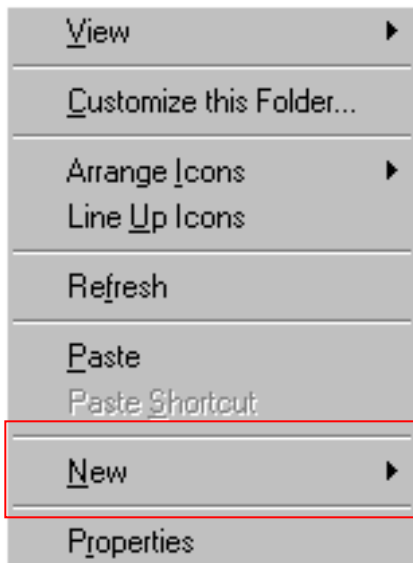 View
Customize this Folder...
Arrange Icons
Line Up Icons
Refresh
Paste
Paste Shortcut
New
Properties